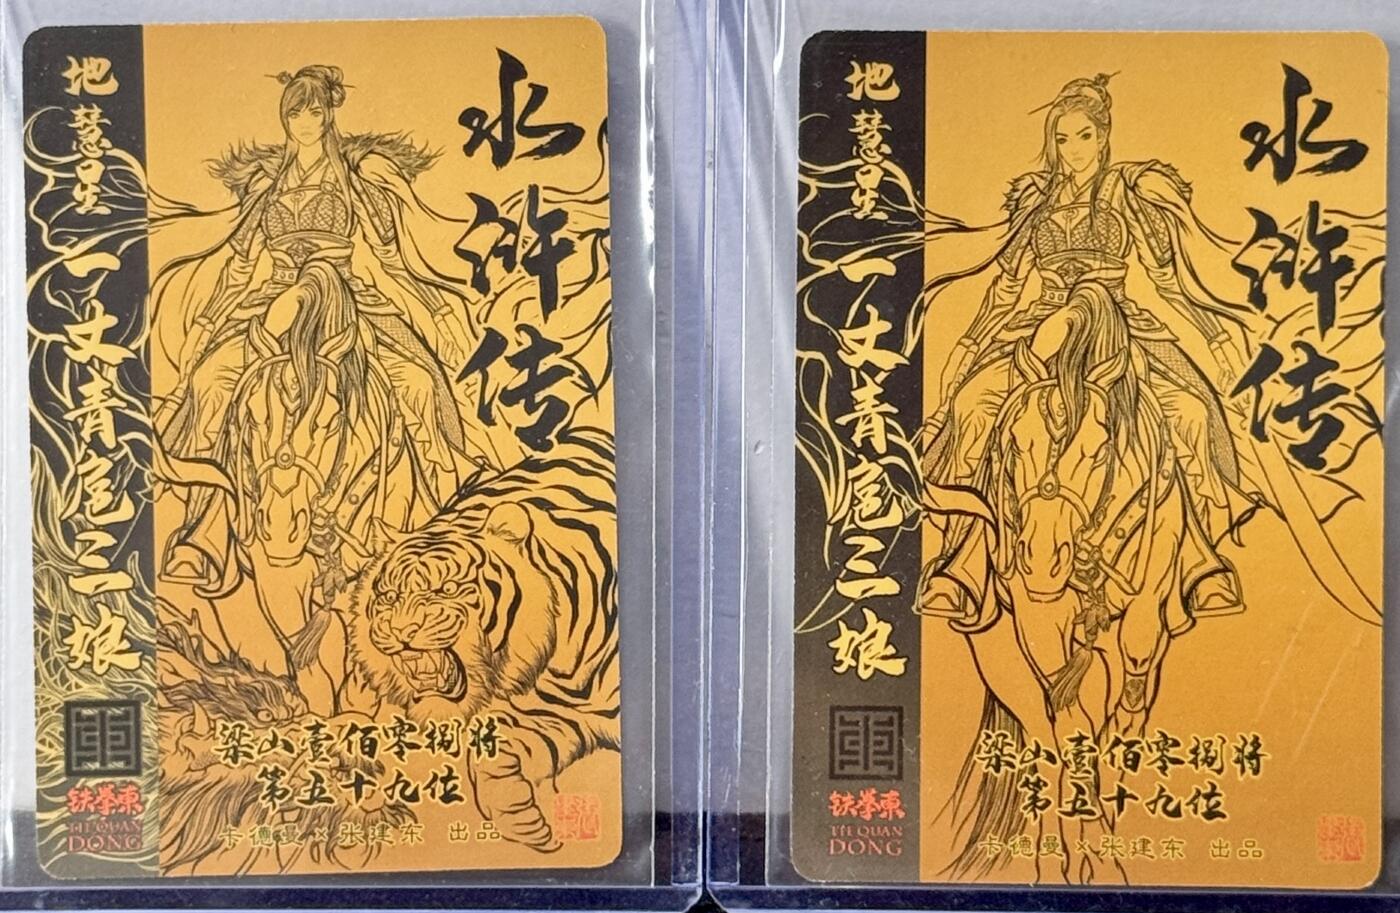 水浒传
地慧星
一丈青扈三娘
梁山壹佰零捌将
第五十九位
卡德曼×张建东 出品
铁拳東
TIE QUAN
DONG
水浒传
地慧星
一丈青扈三娘
梁山壹佰零捌将
第五十九位
卡德曼×张建东 出品
铁拳東
TIE QUAN
DONG